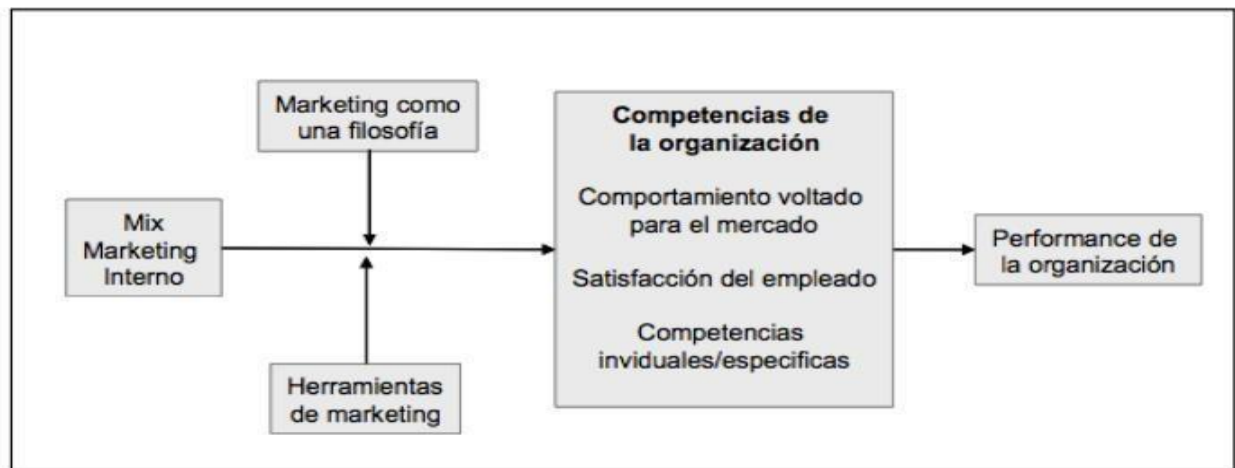 Marketing como
una filosofía
Mix
Marketing
Interno
Herramientas
de marketing
Competencias de
la organización
Comportamiento voltado
para el mercado
Satisfacción del empleado
Competencias
inviduales/especificas
Performance de
la organización